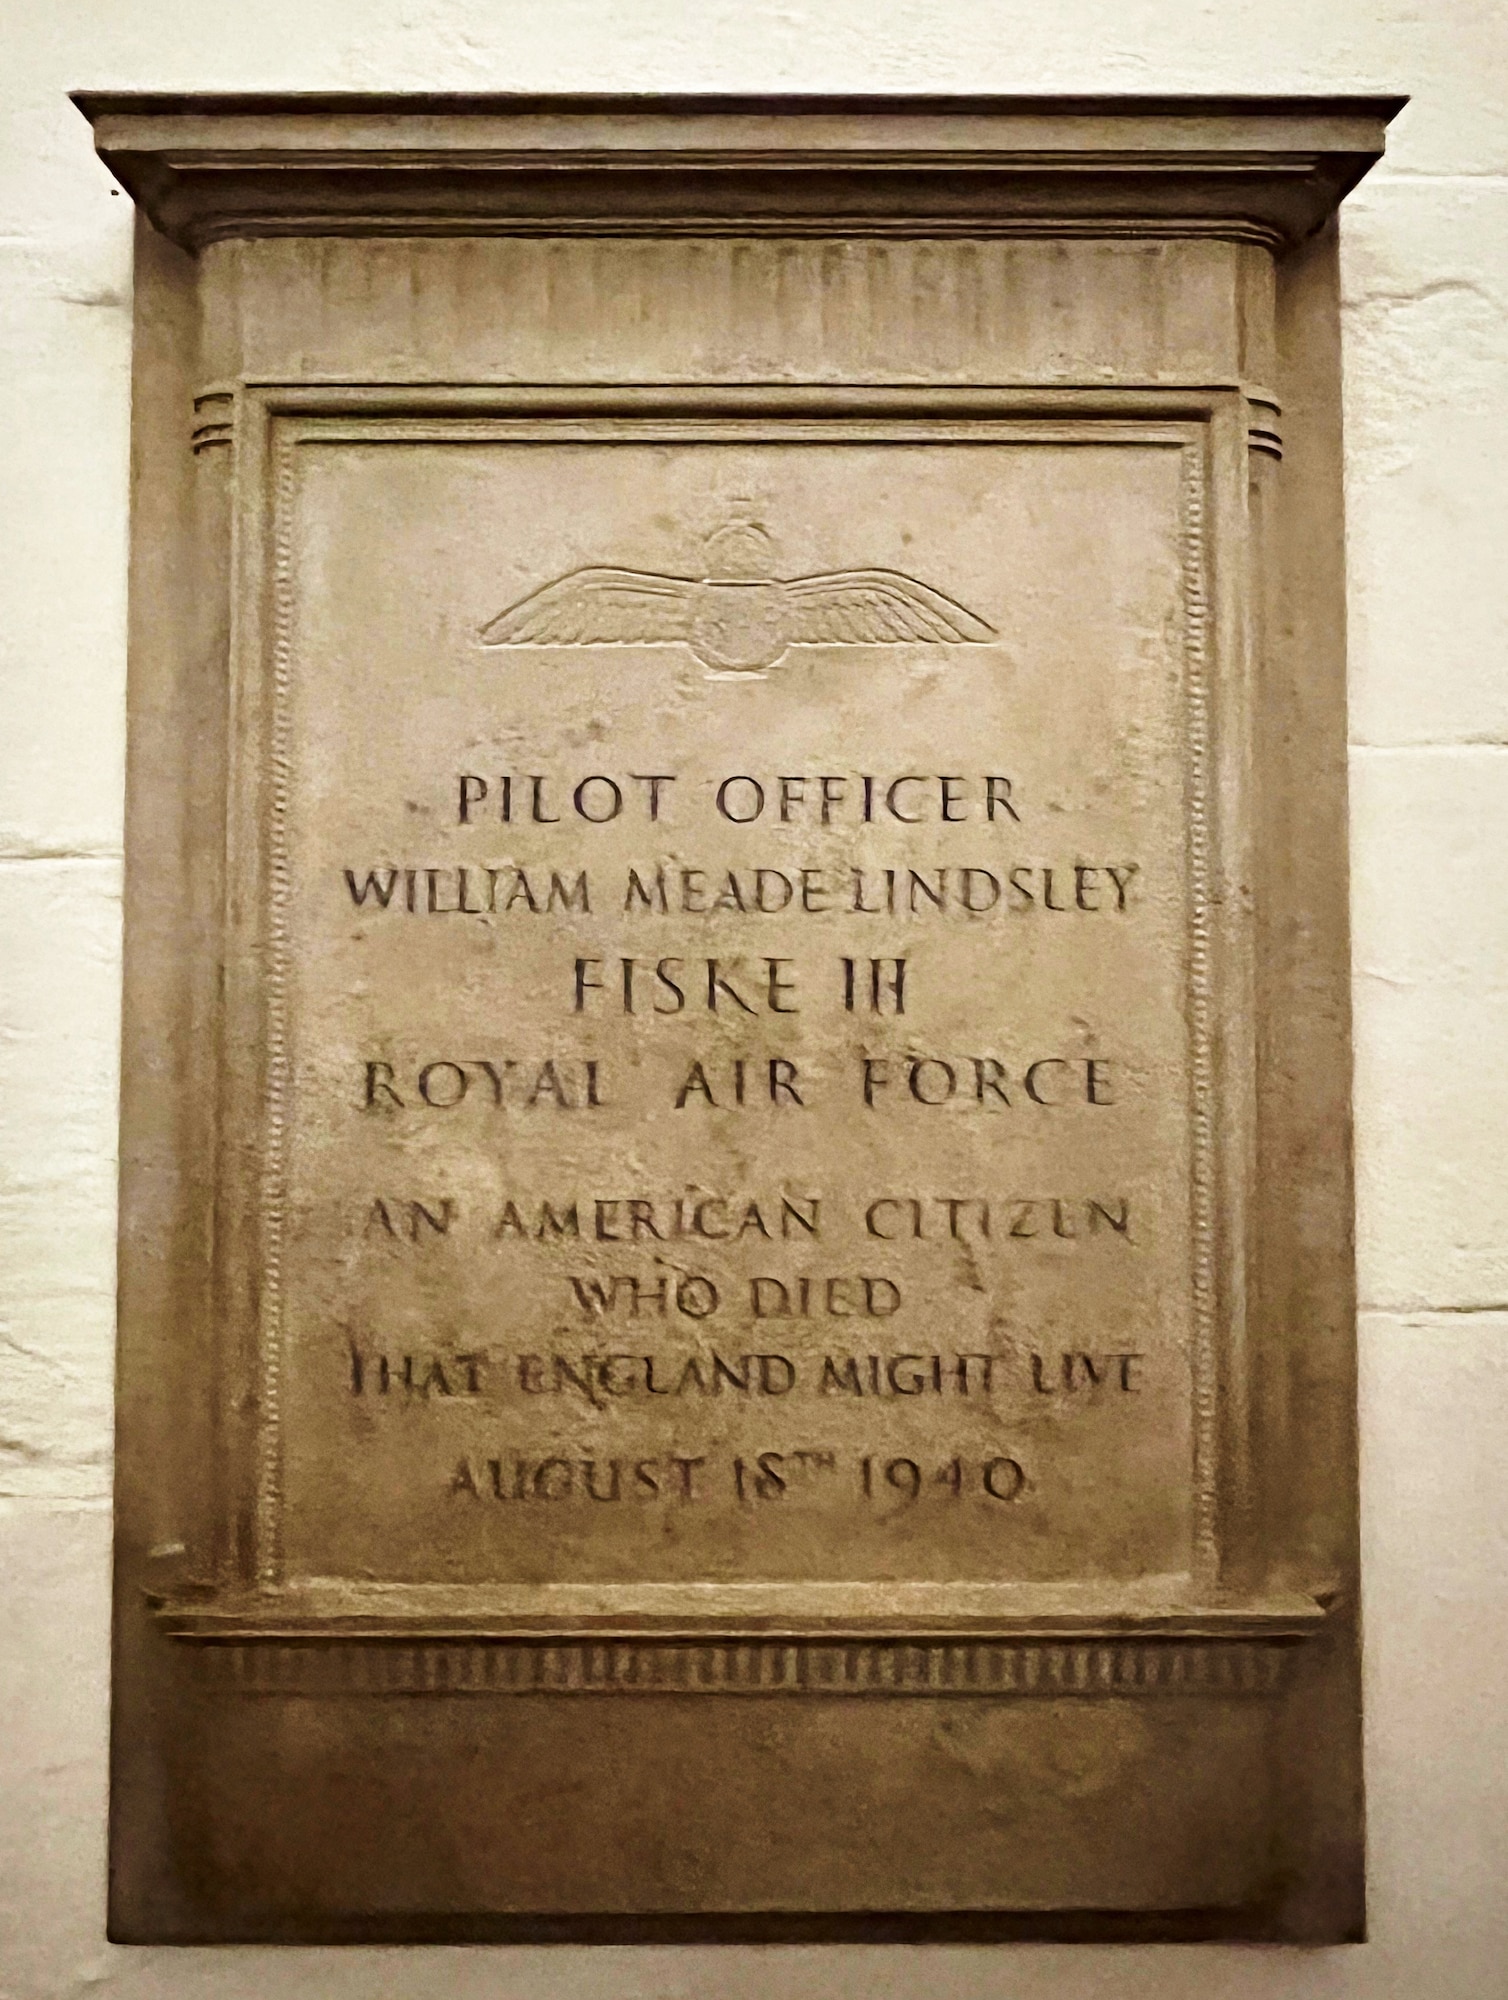 PILOT OFFICER
WILLIAM MEADE LINDSLEY
FISKE III
ROYAL AIR FORCE
AN AMERICAN CITIZEN
WHO DIED
THAT ENGLAND MIGHT LIVE
AUGUST 18TH 1940